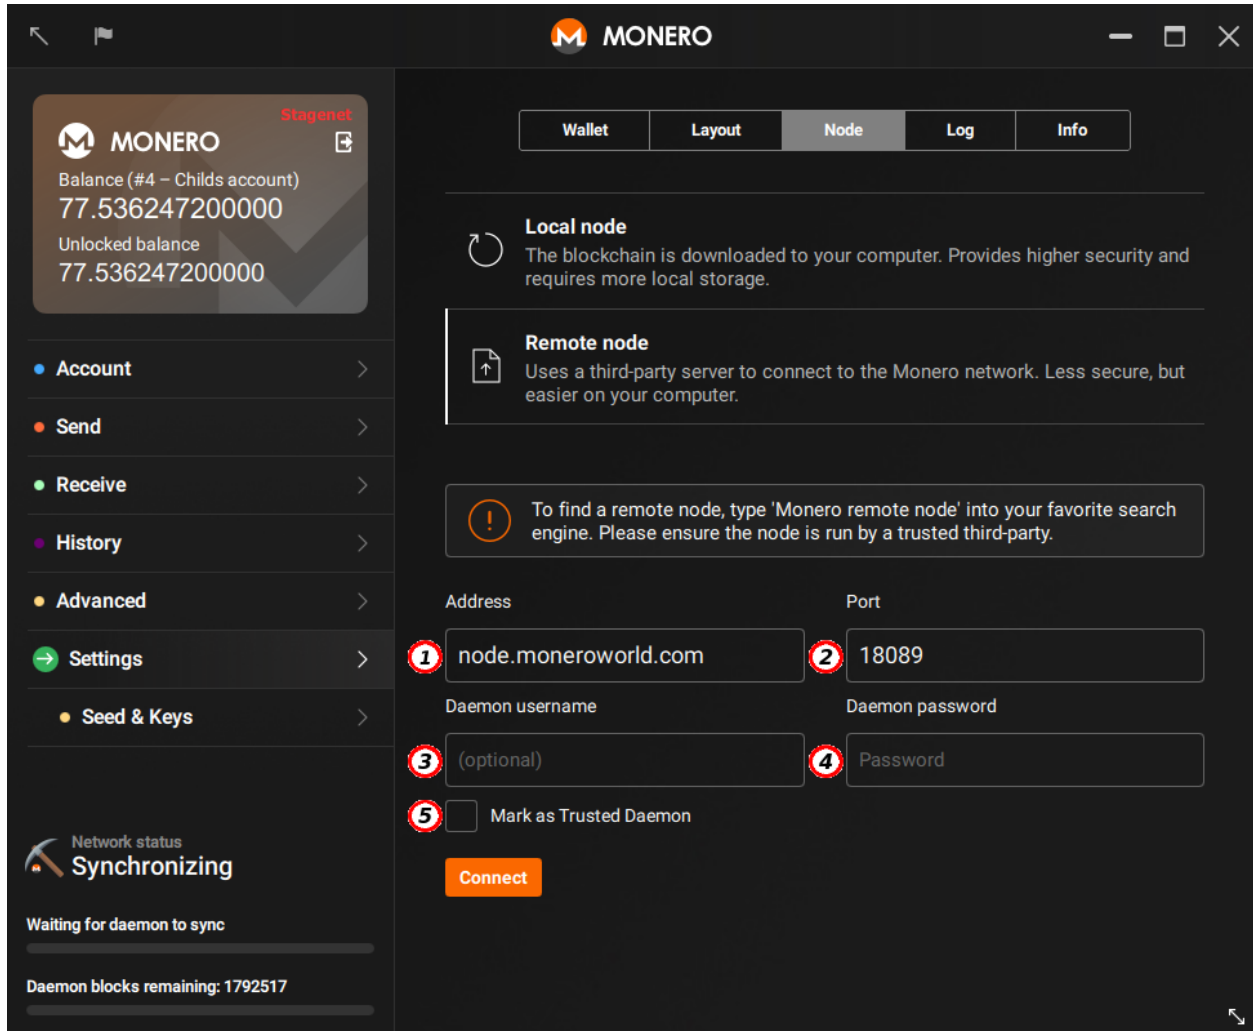 MONERO
Stagenet
MONERO
Balance (#4 – Childs account)
77.536247200000
Unlocked balance
77.536247200000
Account
Send
Receive
History
Advanced
Settings
Seed & Keys
Network status
Synchronizing
Waiting for daemon to sync
Daemon blocks remaining: 1792517
Wallet
Layout
Node
Log
Info
Local node
The blockchain is downloaded to your computer. Provides higher security and
requires more local storage.
Remote node
Uses a third-party server to connect to the Monero network. Less secure, but
easier on your computer.
To find a remote node, type 'Monero remote node' into your favorite search
engine. Please ensure the node is run by a trusted third-party.
Address
Port
1 node.moneroworld.com
2 18089
Daemon username
Daemon password
3 (optional)
4 Password
5 Mark as Trusted Daemon
Connect